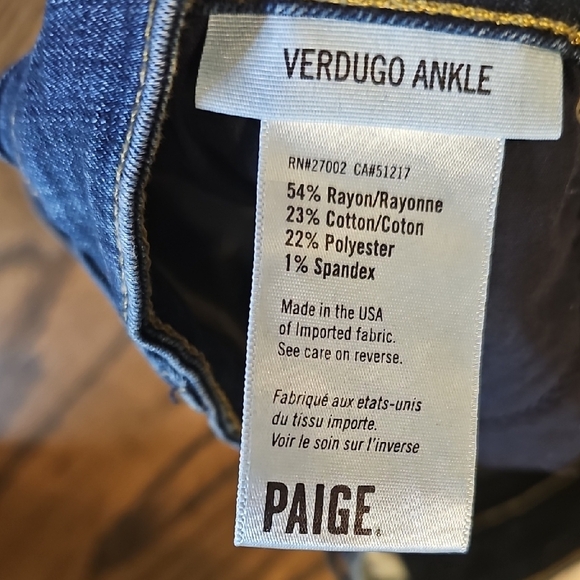 VERDUGO ANKLE
RN#27002 CA#51217
54% Rayon/Rayonne
23% Cotton/Coton
22% Polyester
1% Spandex
Made in the USA
of Imported fabric.
See care on reverse.
Fabriqué aux etats-unis
du tissu importe.
Voir le soin sur l'inverse
PAIGE®